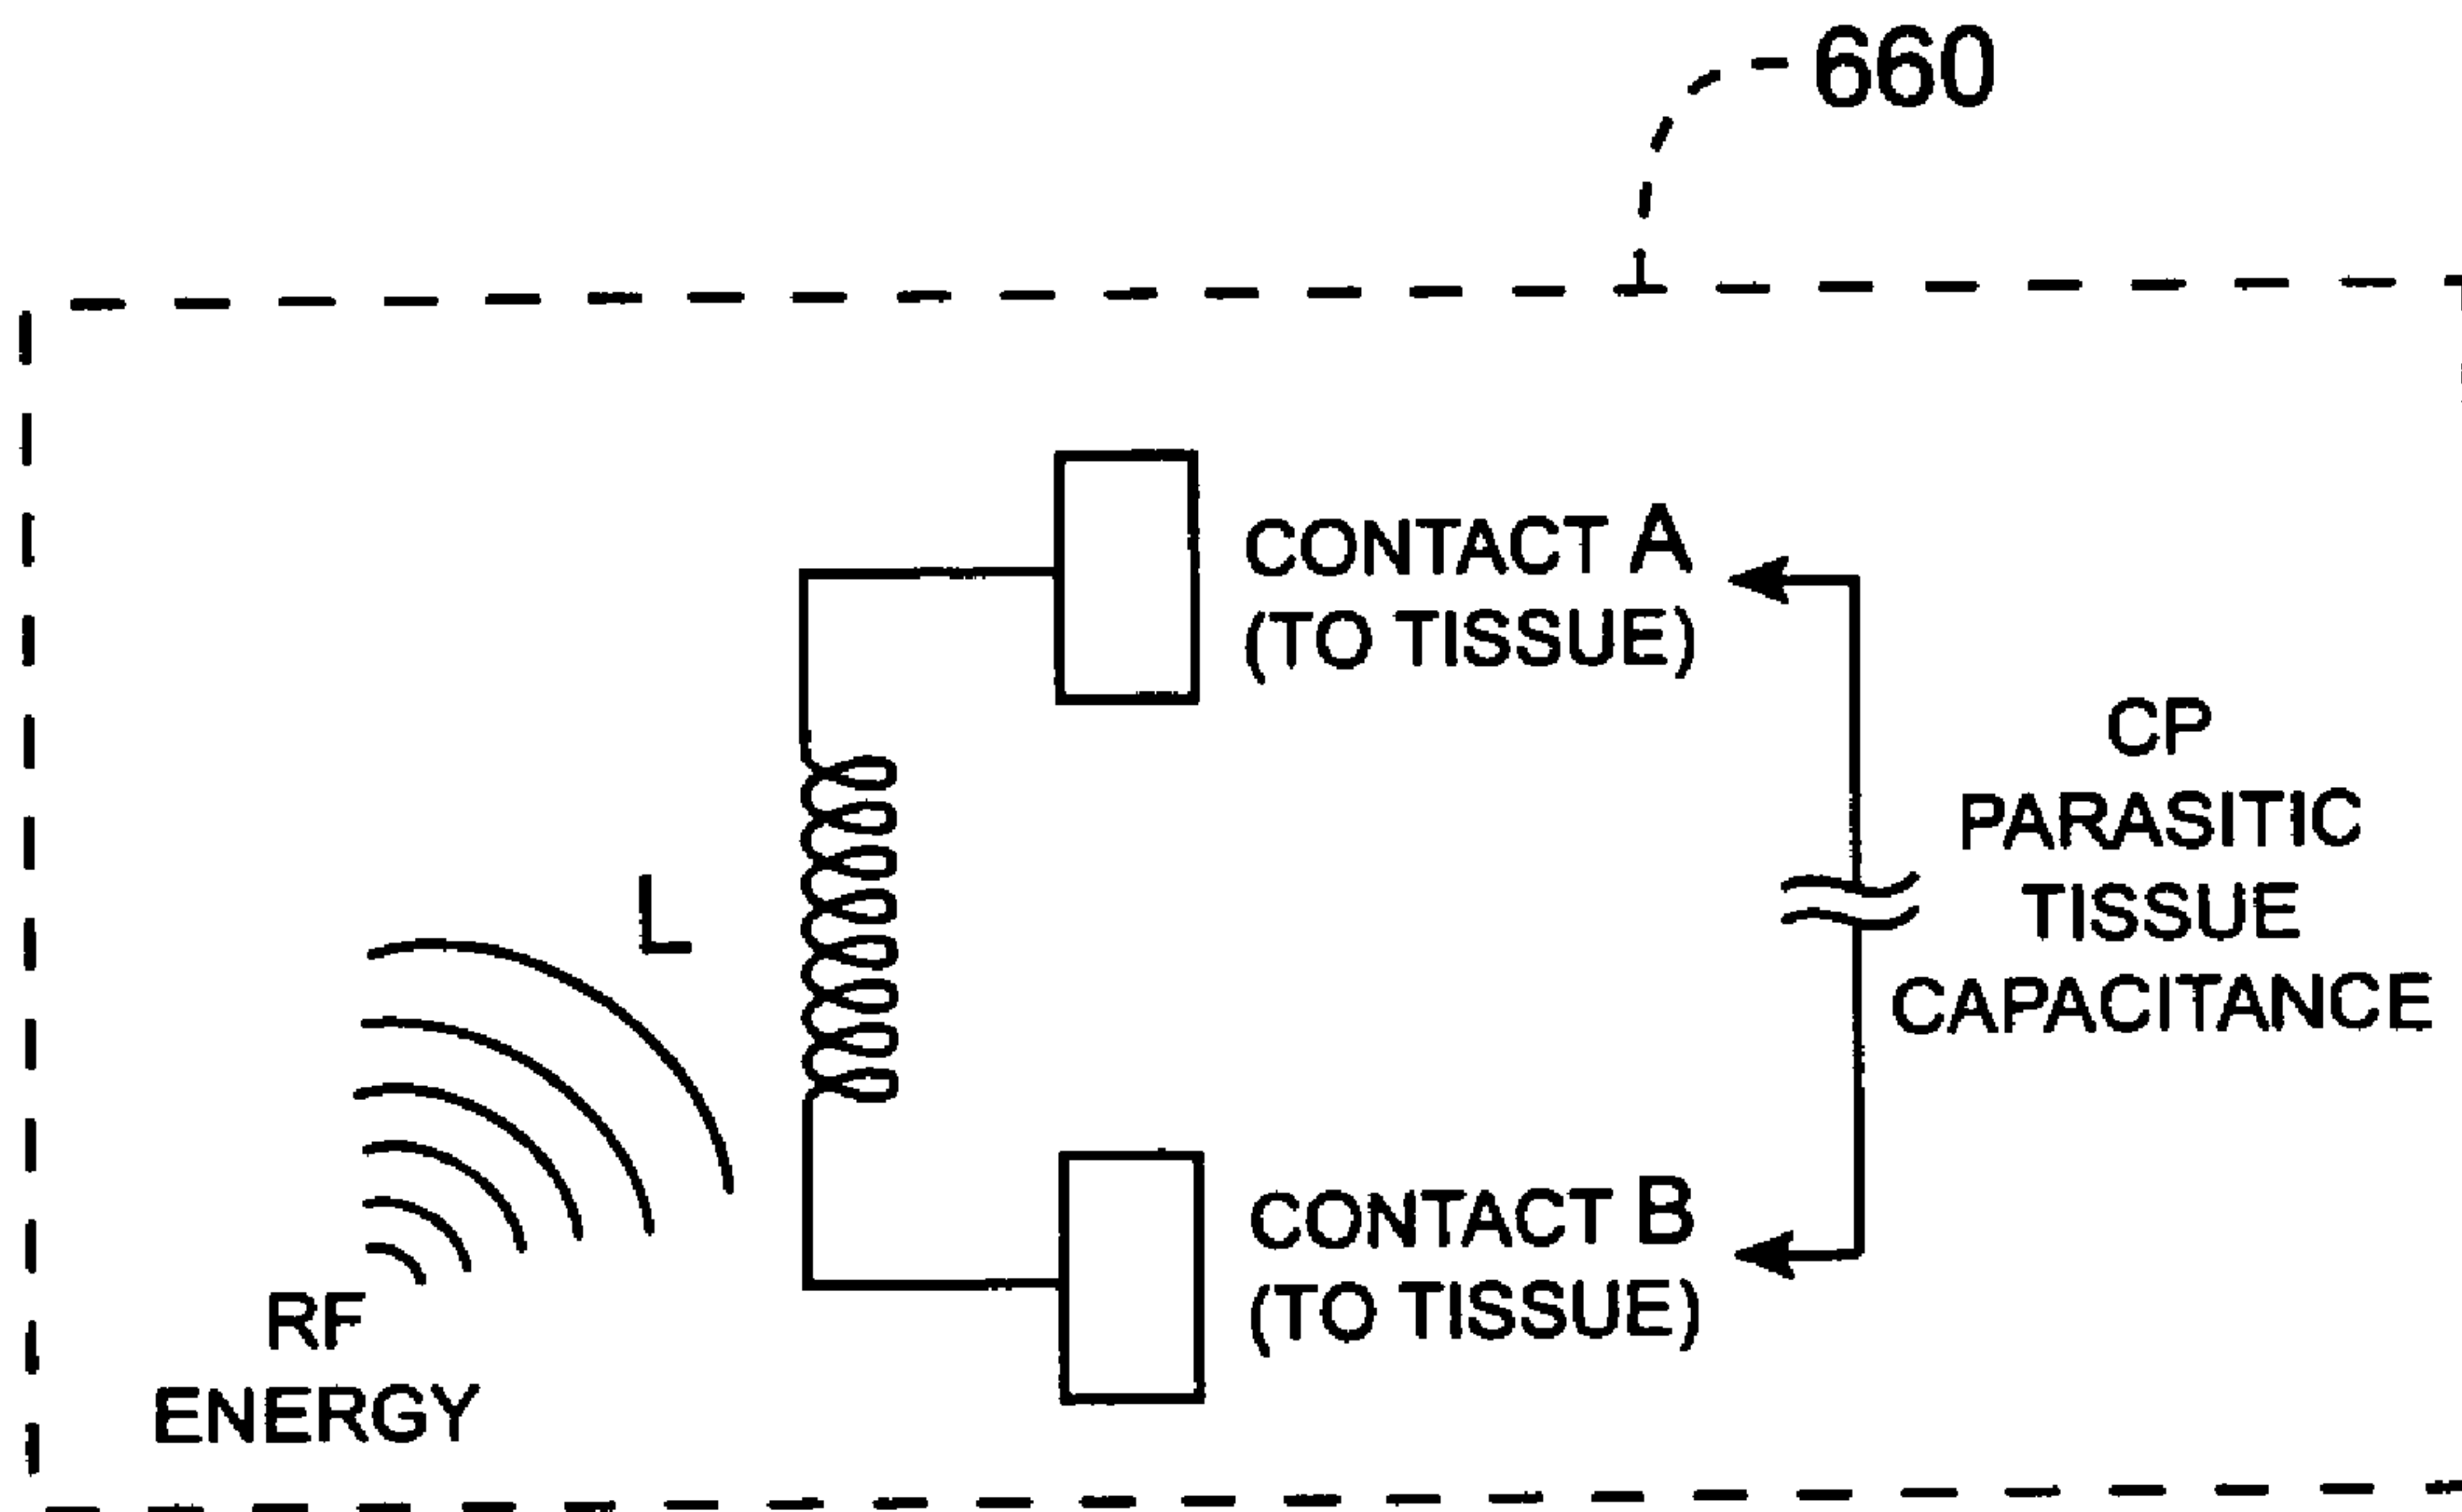 660
CONTACT A
(TO TISSUE)
CP
PARASITIC
TISSUE
CAPACITANCE
L
CONTACT B
(TO TISSUE)
RF
ENERGY